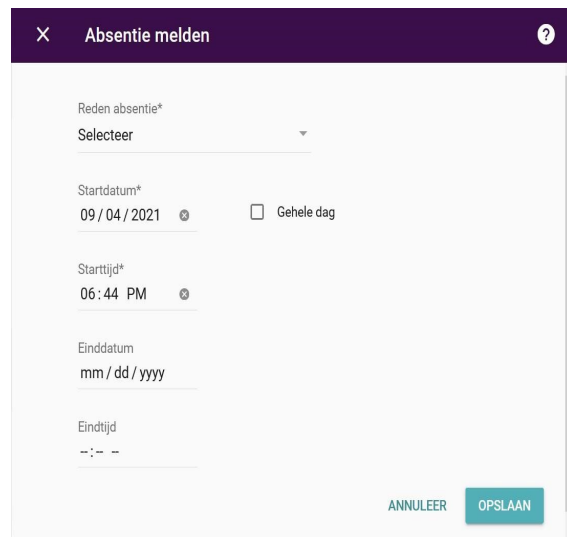 Absentie melden
?
Reden absentie*
Selecteer
Startdatum*
09/04/2021
Gehele dag
Starttijd*
06:44 PM
Einddatum
mm/dd/yyyy
Eindtijd
--:-- --
ANNULEER
OPSLAAN